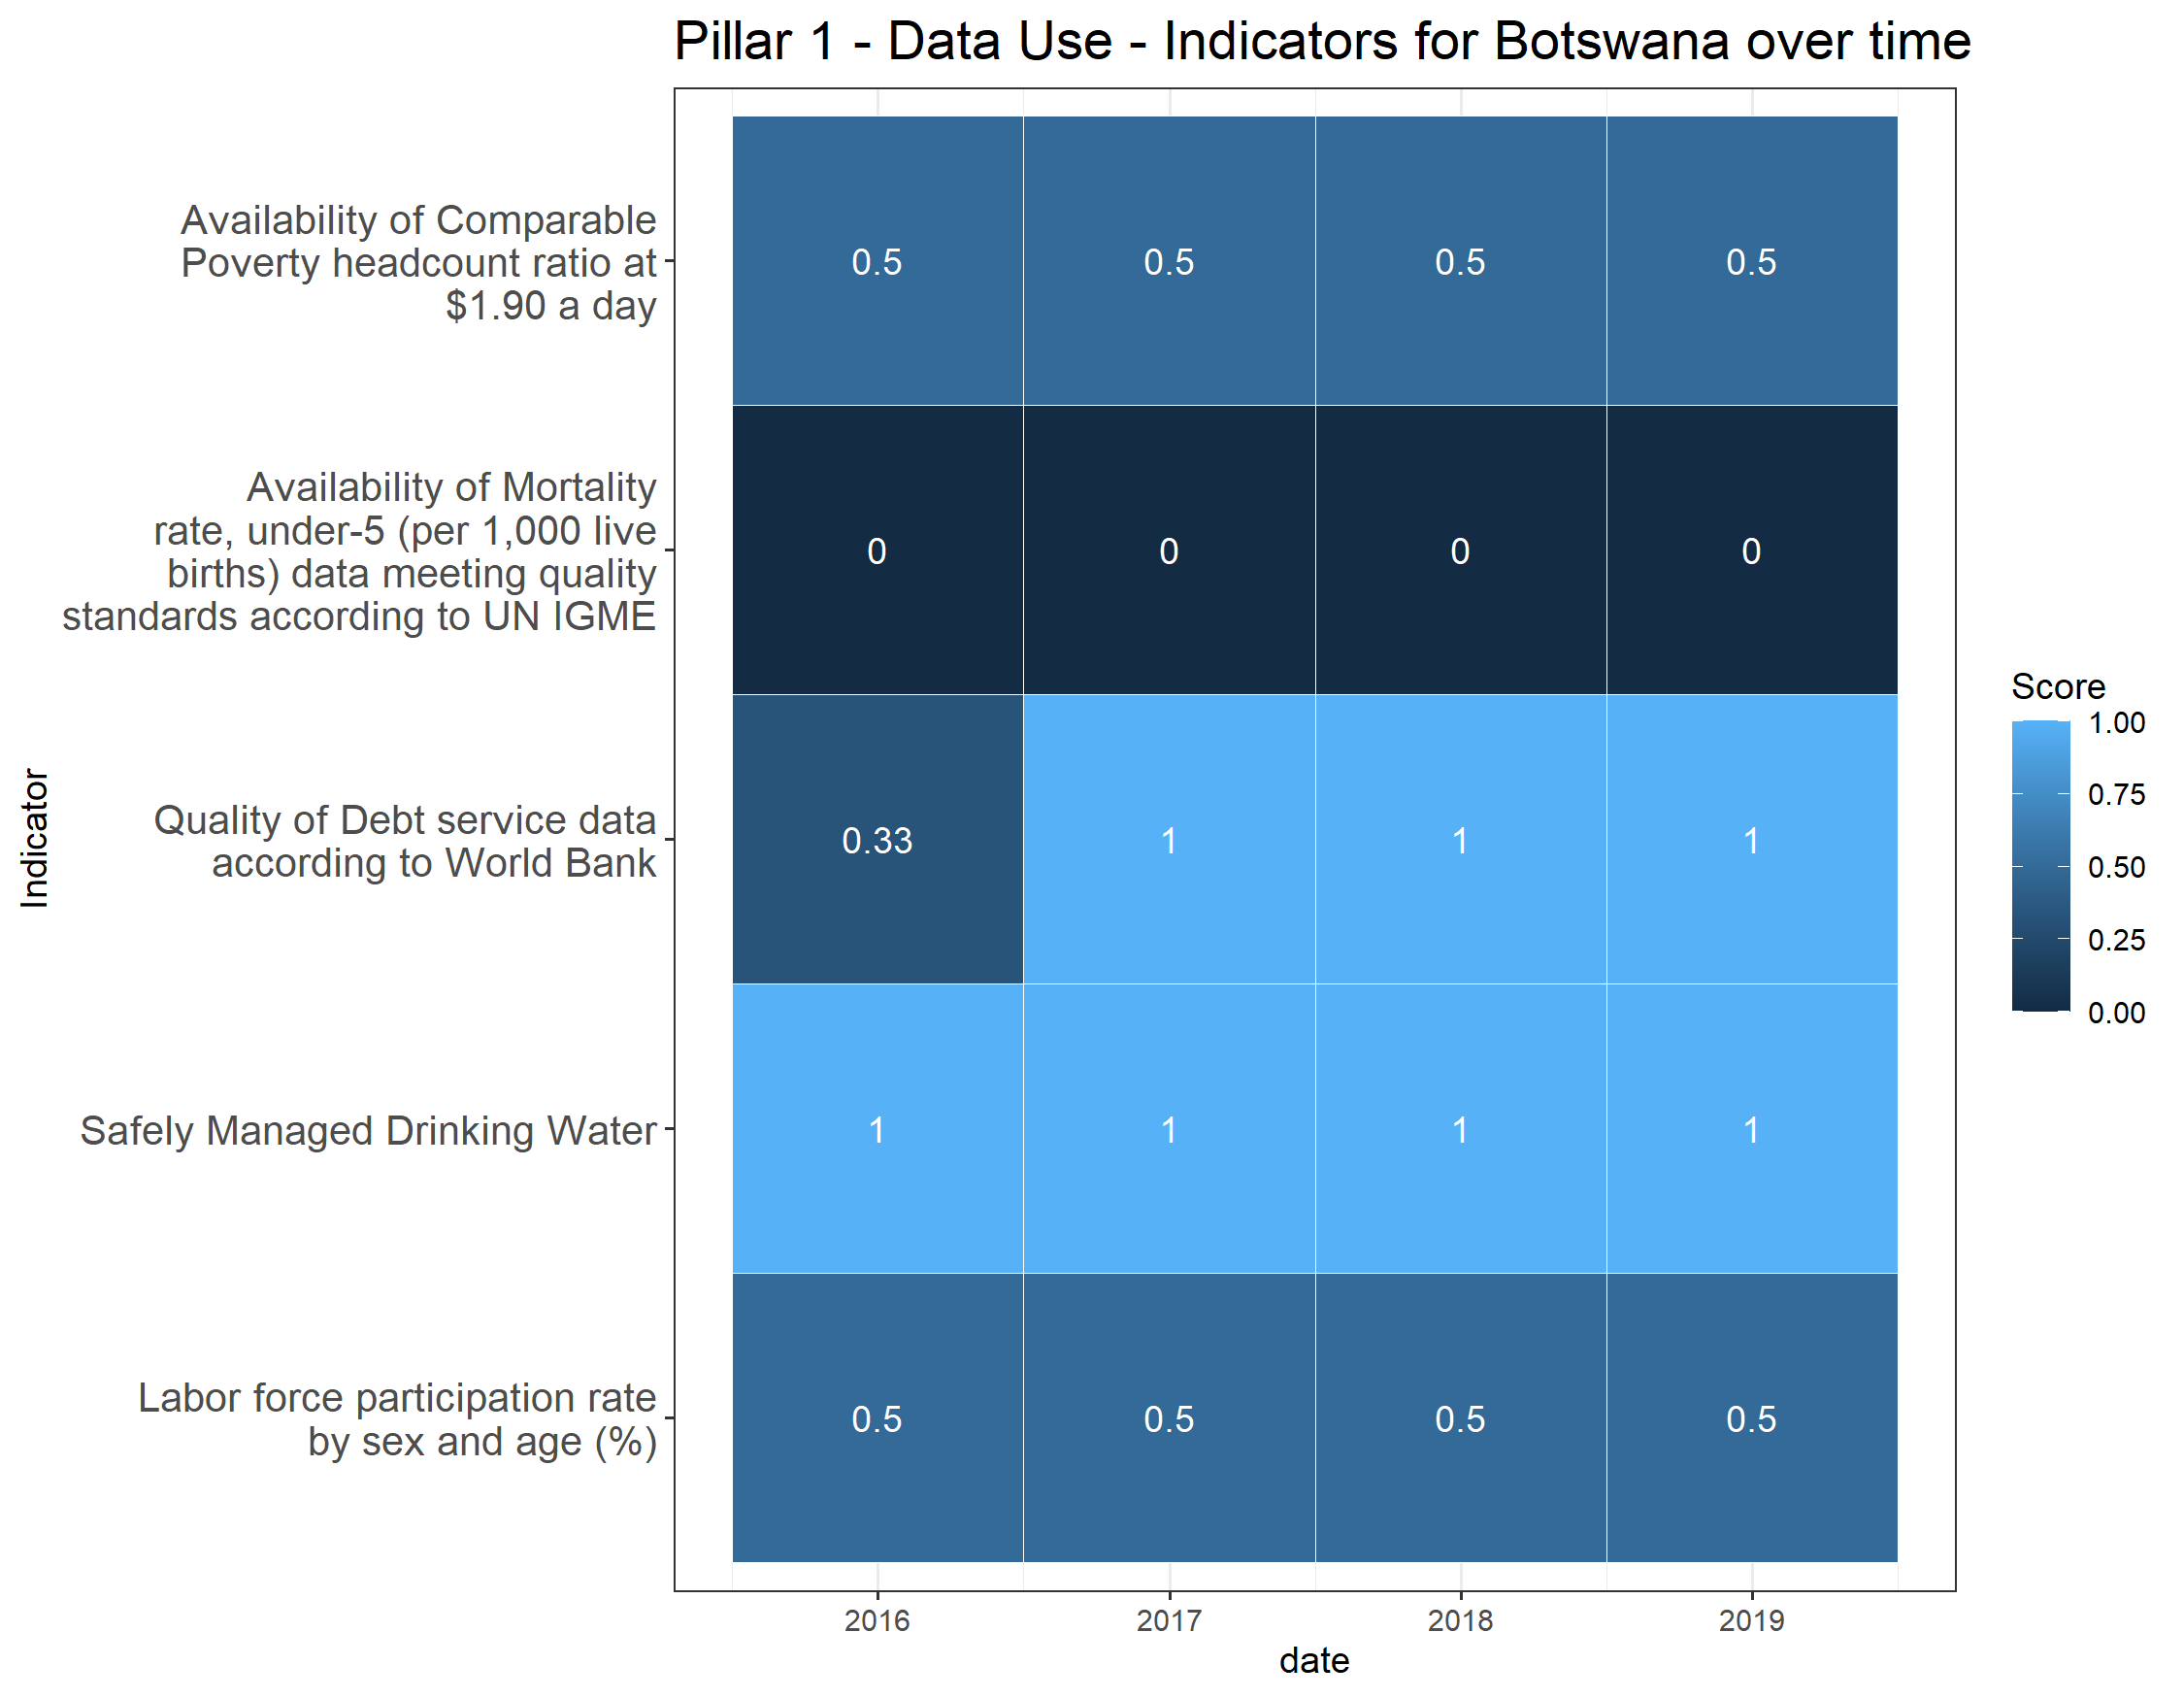 Pillar 1 - Data Use - Indicators for Botswana over time
Indicator
Availability of Comparable
Poverty headcount ratio at
$1.90 a day
0.5 0.5 0.5 0.5
Availability of Mortality
rate, under-5 (per 1,000 live
births) data meeting quality
standards according to UN IGME
0 0 0 0
Quality of Debt service data
according to World Bank
0.33 1 1 1
Safely Managed Drinking Water
1 1 1 1
Labor force participation rate
by sex and age (%)
0.5 0.5 0.5 0.5
2016 2017 2018 2019
date
Score
1.00
0.75
0.50
0.25
0.00